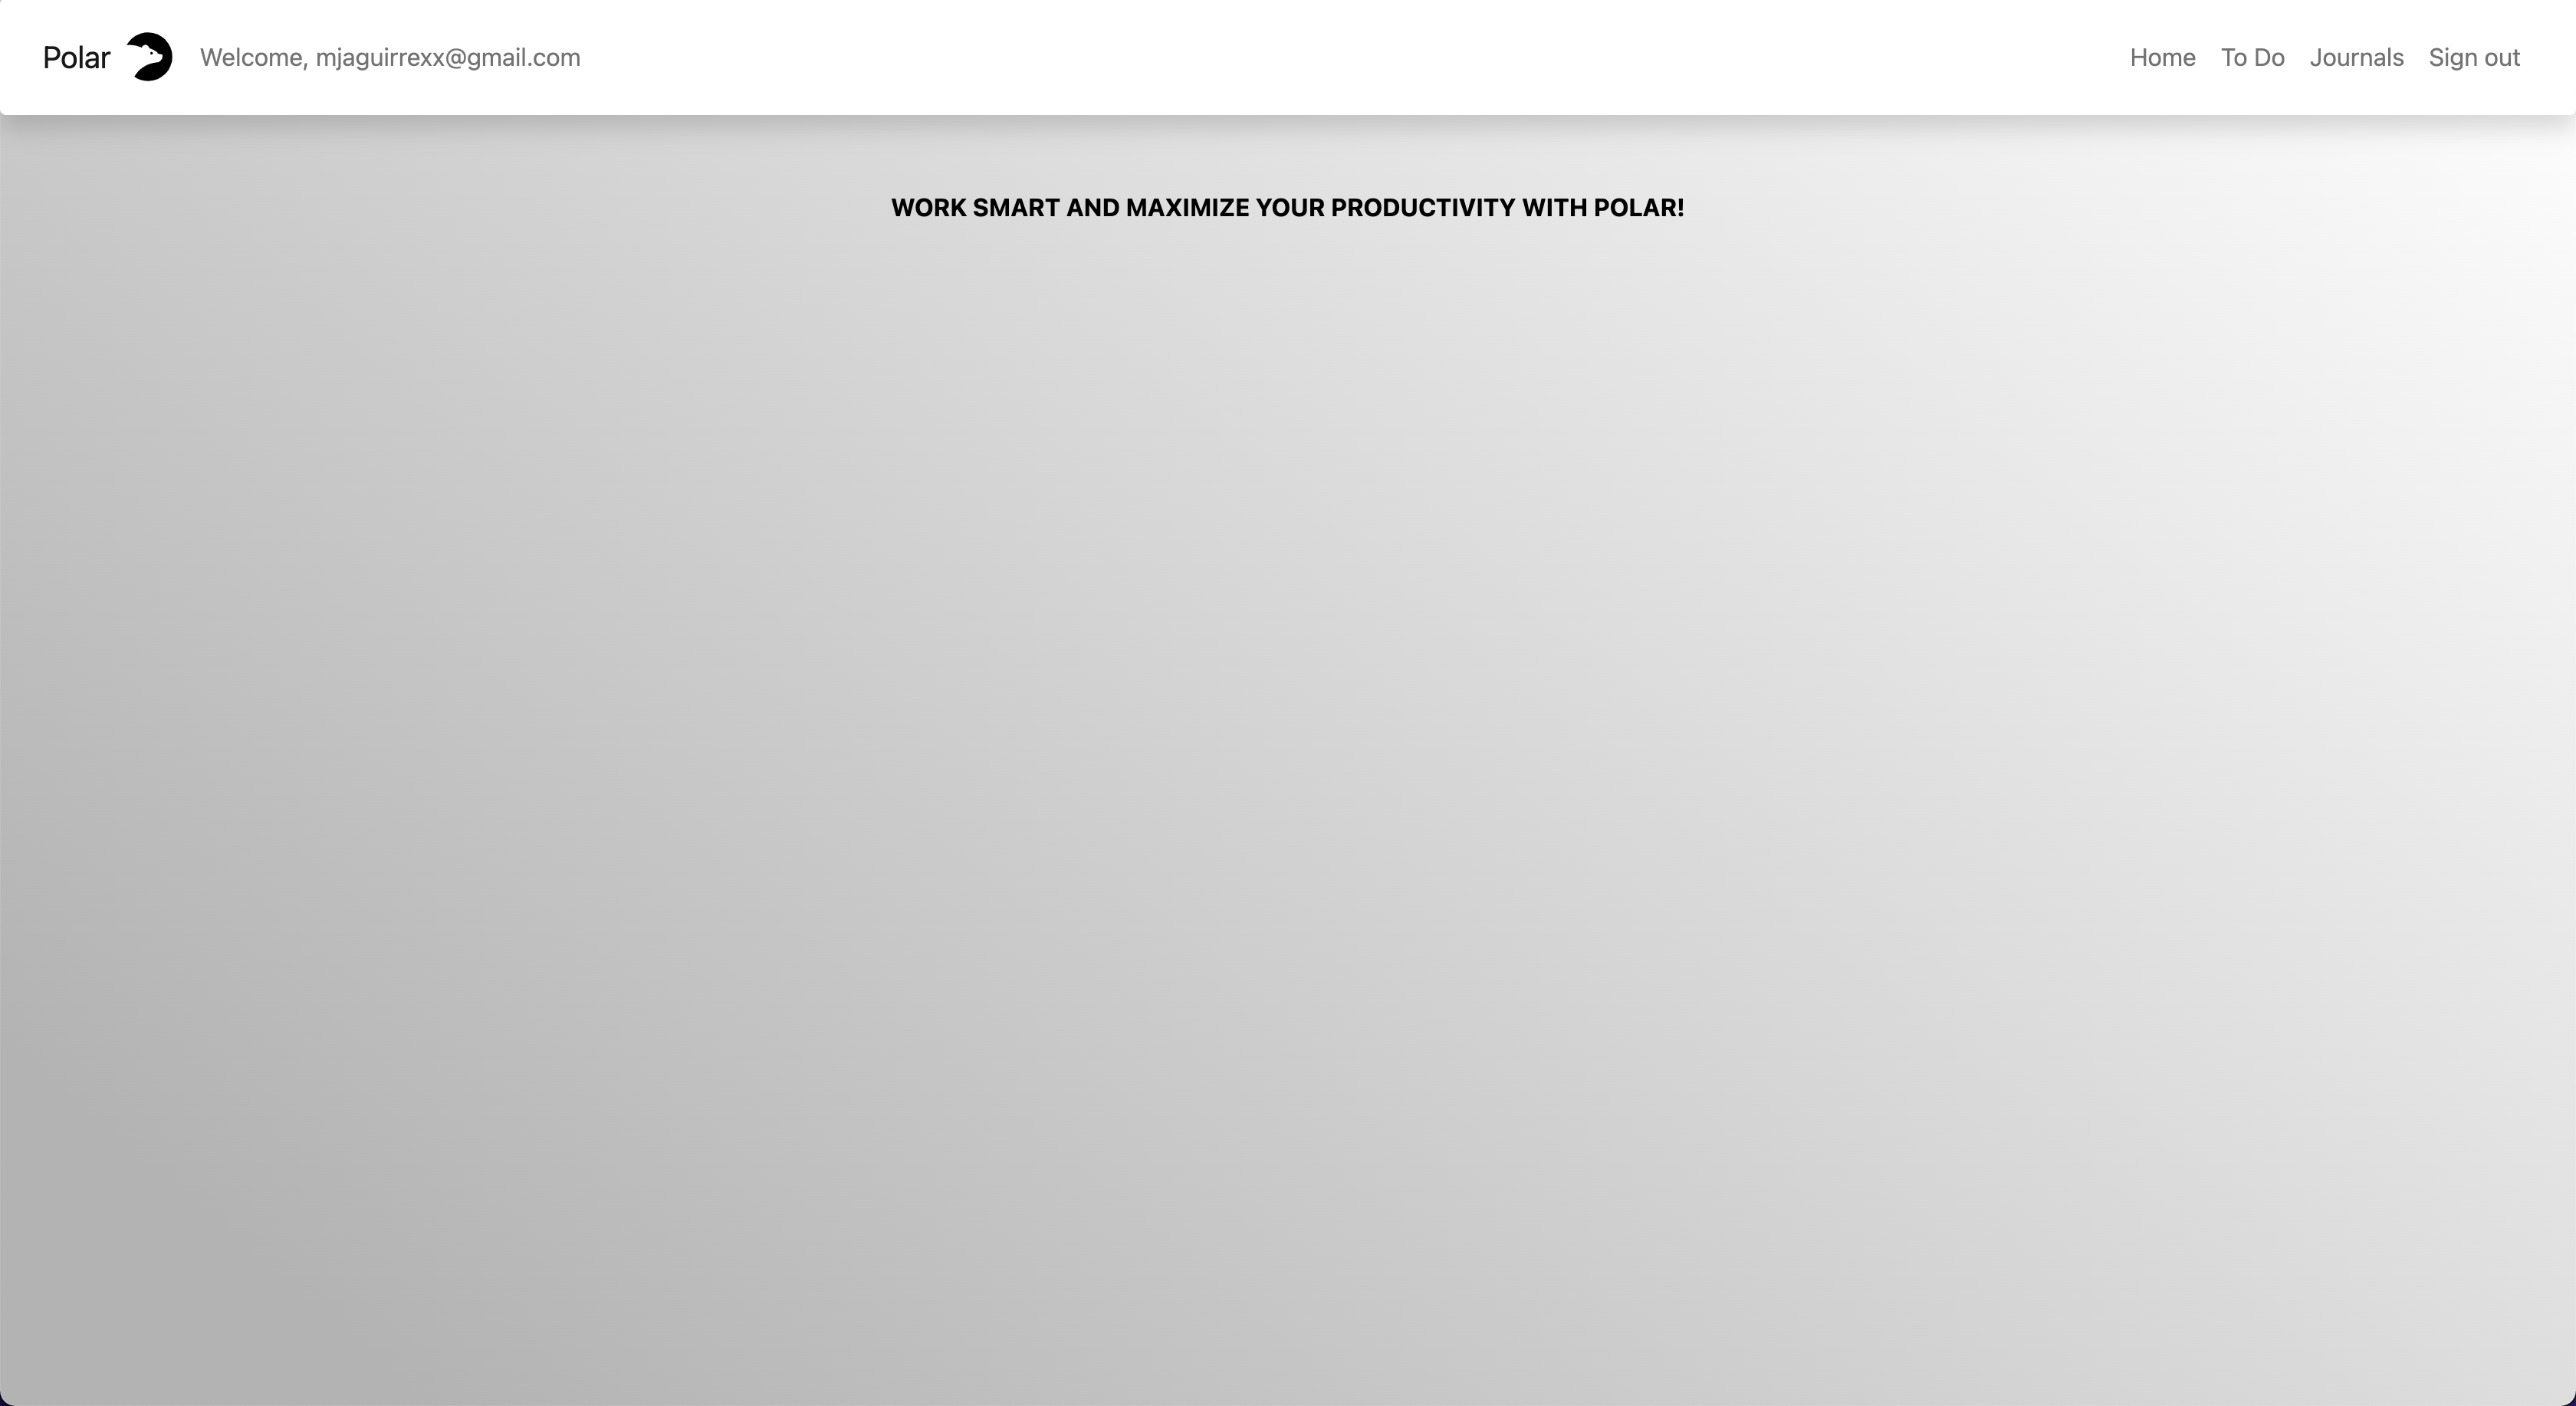 Polar
Welcome, mjaguirrexx@gmail.com
Home To Do Journals Sign out
WORK SMART AND MAXIMIZE YOUR PRODUCTIVITY WITH POLAR!